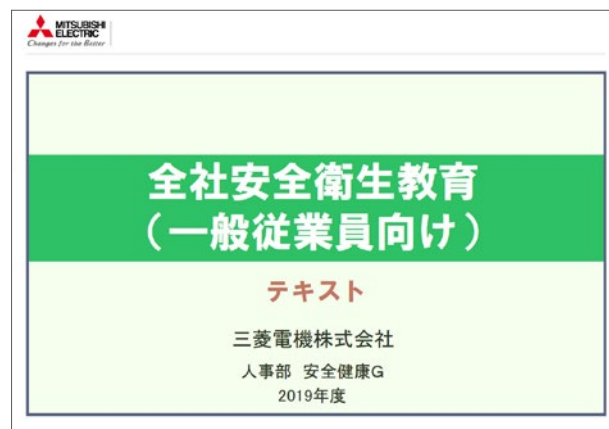 MITSUBISHI
ELECTRIC
Changes for the Better
全社安全衛生教育
（一般従業員向け）
テキスト
三菱電機株式会社
人事部 安全健康G
2019年度